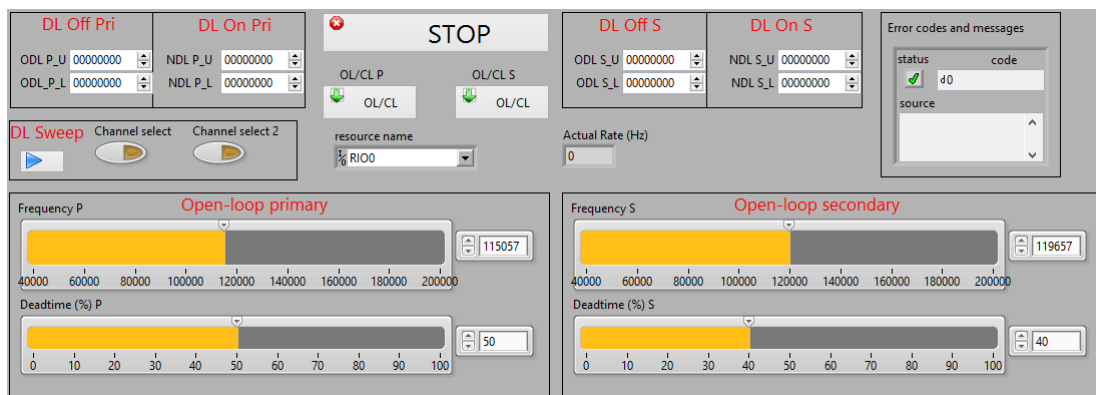 DL Off Pri
DL On Pri
ODL P_U 00000000
NDL P_U 00000000
ODL_P_L 00000000
NDL P_L 00000000
STOP
OL/CL P
OL/CL S
OL/CL
OL/CL
resource name
I/O RIO0
DL Off S
DL On S
ODL S_U 00000000
NDL S_U 00000000
ODL S_L 00000000
NDL S_L 00000000
Actual Rate (Hz)
0
Error codes and messages
status
code
d0
source
DL Sweep
Channel select
Channel select 2
Frequency P
Open-loop primary
115057
40000 60000 80000 100000 120000 140000 160000 180000 200000
Deadtime (%) P
50
0 10 20 30 40 50 60 70 80 90 100
Frequency S
Open-loop secondary
119657
40000 60000 80000 100000 120000 140000 160000 180000 200000
Deadtime (%) S
40
0 10 20 30 40 50 60 70 80 90 100